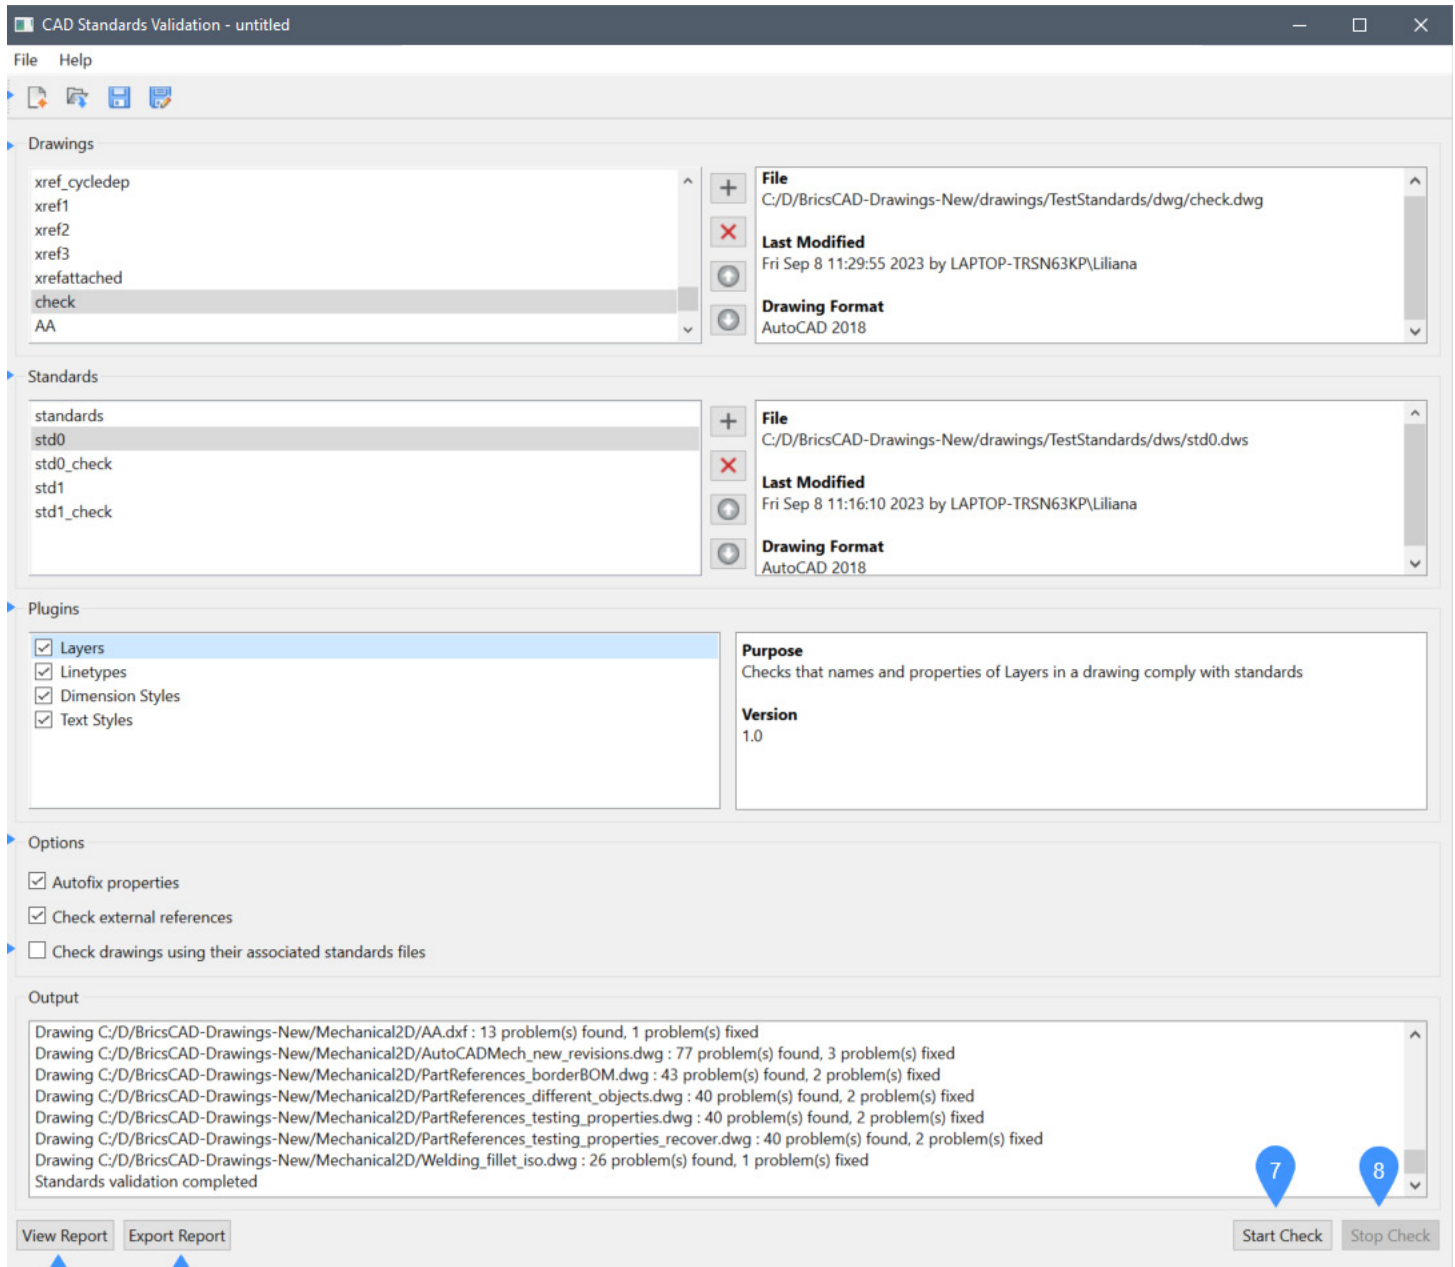 CAD Standards Validation - untitled
File Help
Drawings
xref_cycledep
xref1
xref2
xref3
xrefattached
check
AA
File
C:/D/BricsCAD-Drawings-New/drawings/TestStandards/dwg/check.dwg
Last Modified
Fri Sep 8 11:29:55 2023 by LAPTOP-TRSN63KP\Liliana
Drawing Format
AutoCAD 2018
Standards
standards
std0
std0_check
std1
std1_check
File
C:/D/BricsCAD-Drawings-New/drawings/TestStandards/dws/std0.dws
Last Modified
Fri Sep 8 11:16:10 2023 by LAPTOP-TRSN63KP\Liliana
Drawing Format
AutoCAD 2018
Plugins
Layers
Linetypes
Dimension Styles
Text Styles
Purpose
Checks that names and properties of Layers in a drawing comply with standards
Version
1.0
Options
Autofix properties
Check external references
Check drawings using their associated standards files
Output
Drawing C:/D/BricsCAD-Drawings-New/Mechanical2D/AA.dxf : 13 problem(s) found, 1 problem(s) fixed
Drawing C:/D/BricsCAD-Drawings-New/Mechanical2D/AutoCADMech_new_revisions.dwg : 77 problem(s) found, 3 problem(s) fixed
Drawing C:/D/BricsCAD-Drawings-New/Mechanical2D/PartReferences_borderBOM.dwg : 43 problem(s) found, 2 problem(s) fixed
Drawing C:/D/BricsCAD-Drawings-New/Mechanical2D/PartReferences_different_objects.dwg : 40 problem(s) found, 2 problem(s) fixed
Drawing C:/D/BricsCAD-Drawings-New/Mechanical2D/PartReferences_testing_properties.dwg : 40 problem(s) found, 2 problem(s) fixed
Drawing C:/D/BricsCAD-Drawings-New/Mechanical2D/PartReferences_testing_properties_recover.dwg : 40 problem(s) found, 2 problem(s) fixed
Drawing C:/D/BricsCAD-Drawings-New/Mechanical2D/Welding_fillet_iso.dwg : 26 problem(s) found, 1 problem(s) fixed
Standards validation completed
7 8
View Report Export Report Start Check Stop Check